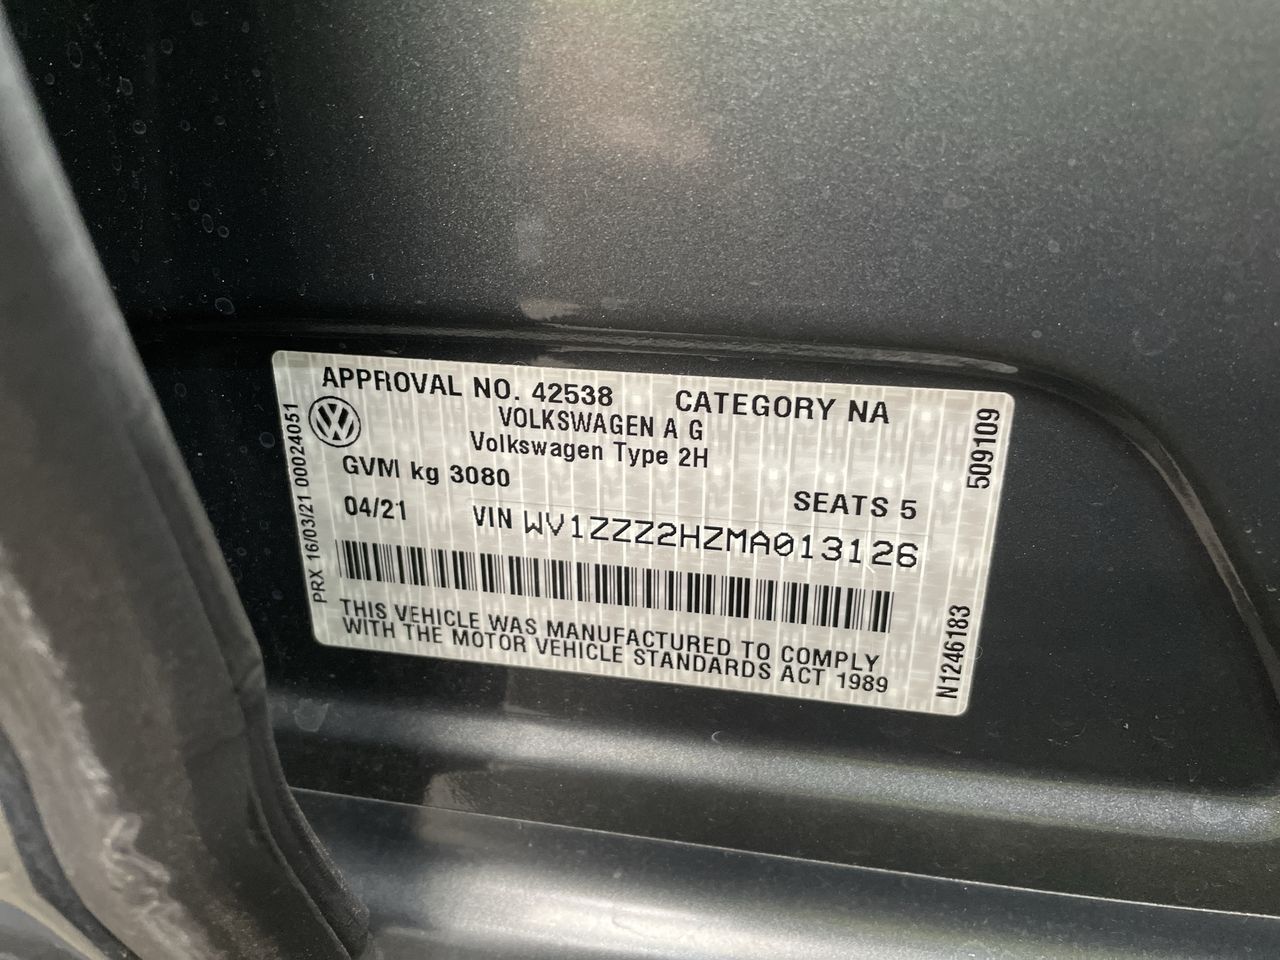 APPROVAL NO. 42538 CATEGORY NA
VOLKSWAGEN A G
Volkswagen Type 2H
GVM kg 3080
SEATS 5
04/21 VIN WV1ZZZ2HZMA013126
THIS VEHICLE WAS MANUFACTURED TO COMPLY
WITH THE MOTOR VEHICLE STANDARDS ACT 1989
PRX 16/03/21 00024051
509109
N1246183